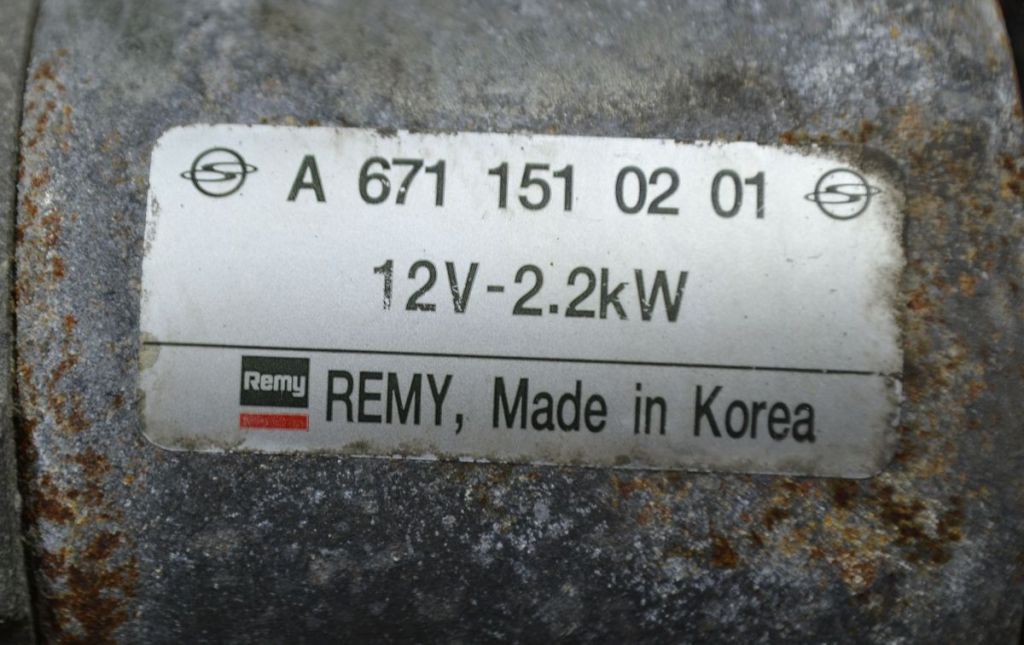 A 671 151 02 01
12V-2.2kW
Remy REMY, Made in Korea